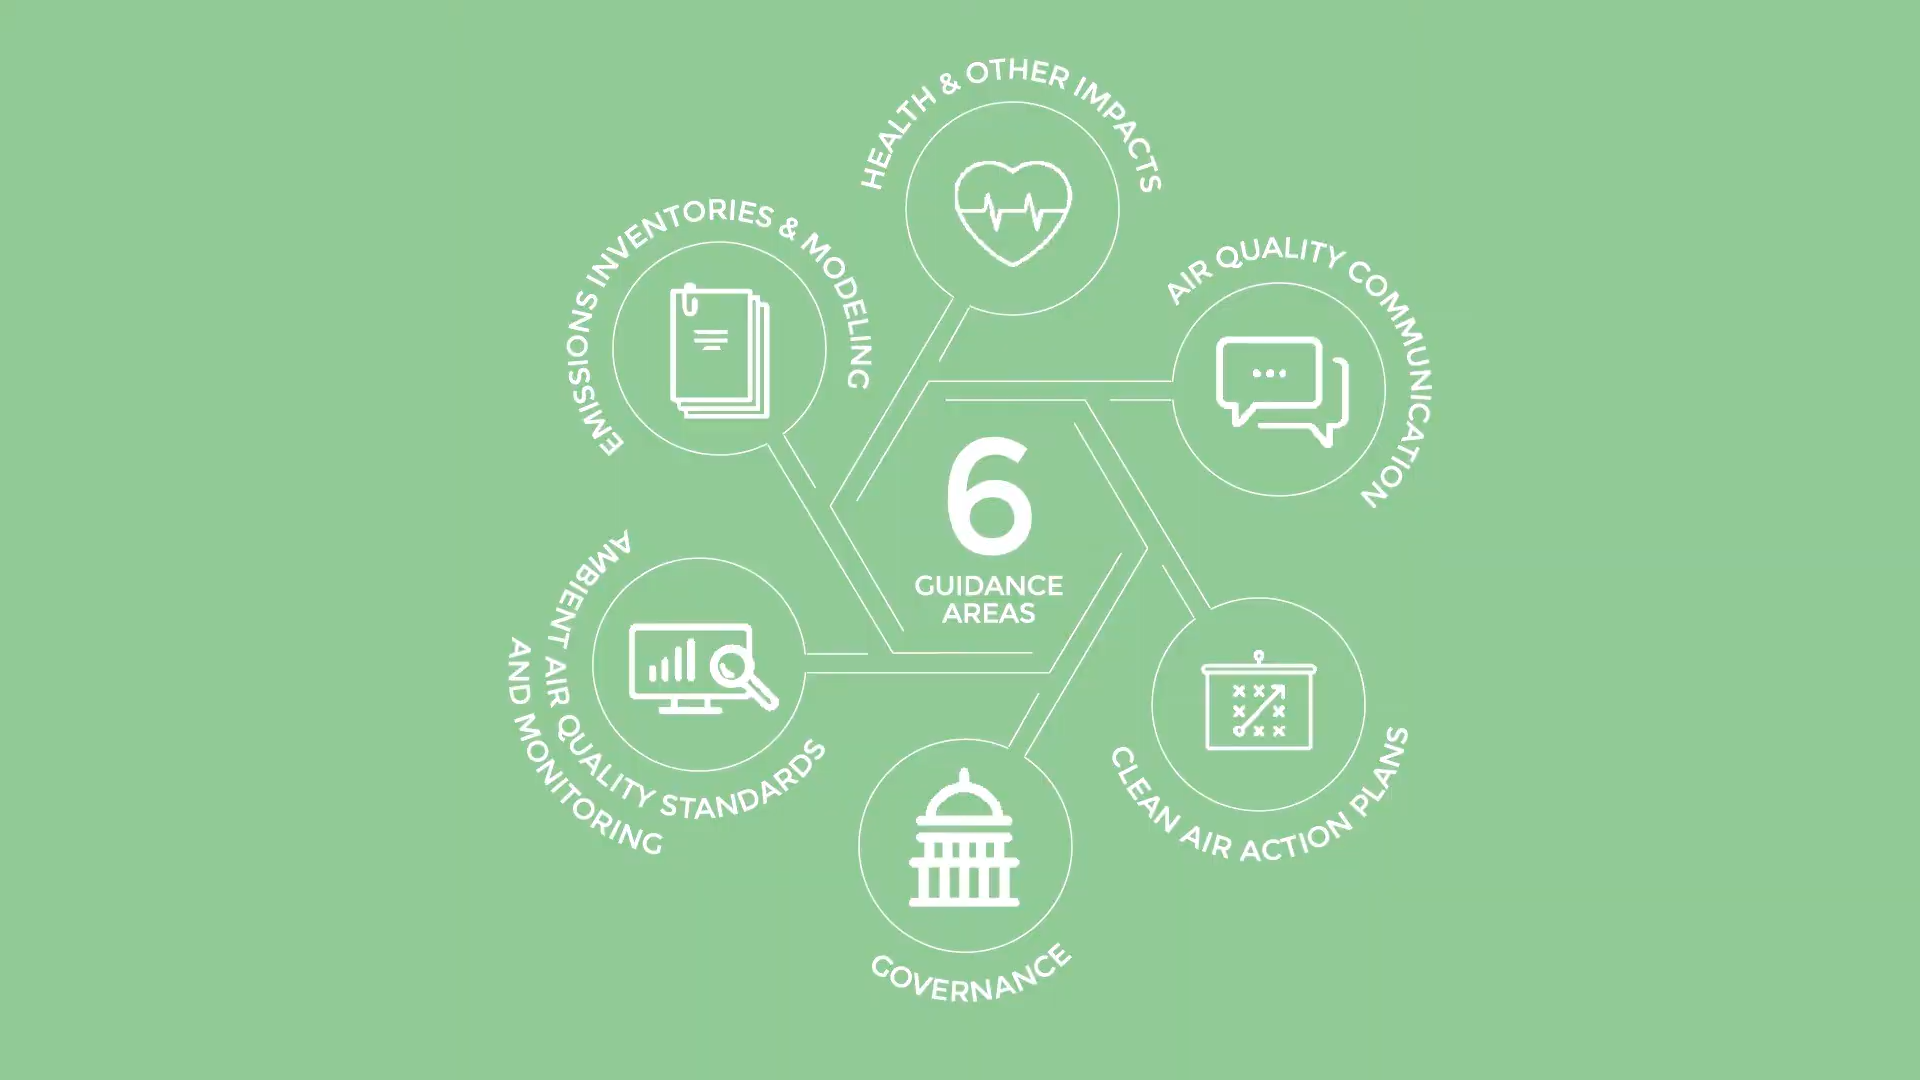 HEALTH & OTHER IMPACTS
EMISSIONS INVENTORIES & MODELING
AIR QUALITY COMMUNICATION
6
GUIDANCE
AREAS
AMBIENT AIR QUALITY STANDARDS
AND MONITORING
CLEAN AIR ACTION PLANS
GOVERNANCE